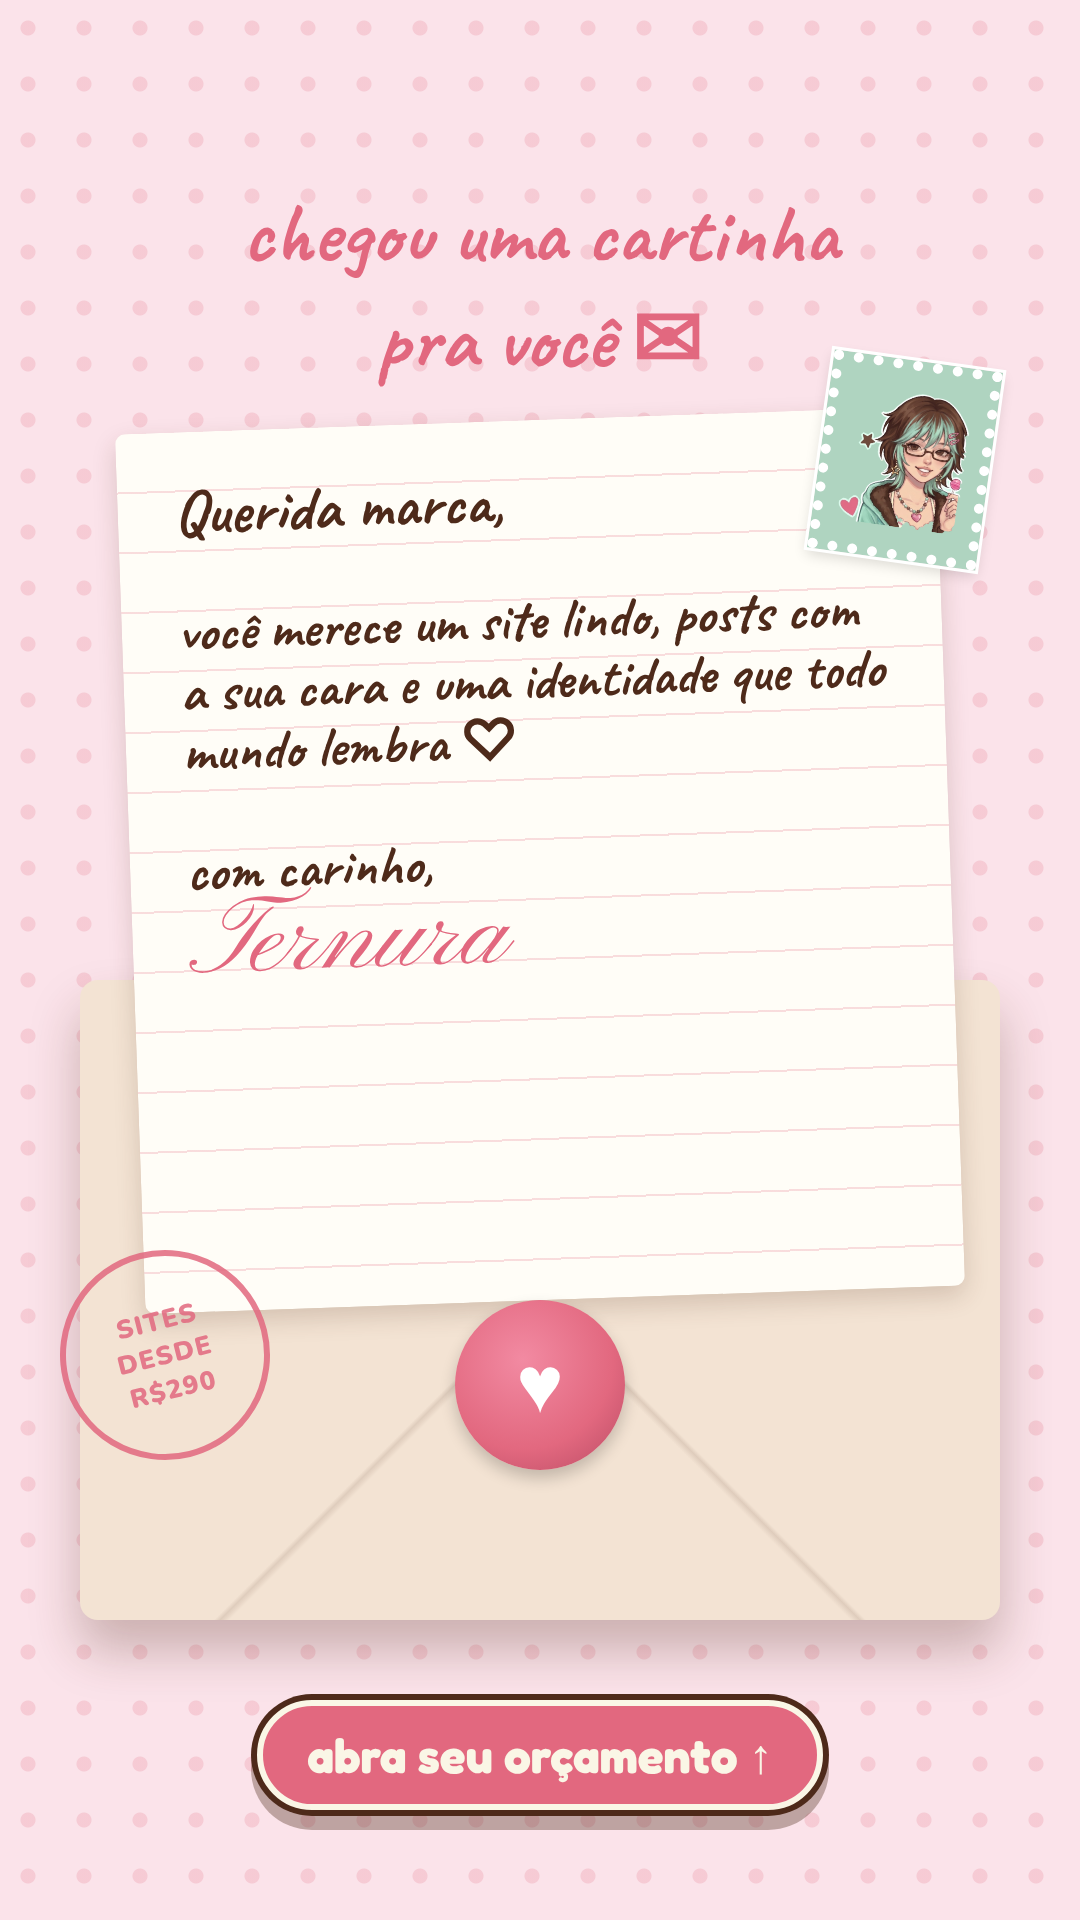 chegou uma cartinha
pra você ✉
Querida marca,
você merece um site lindo, posts com
a sua cara e uma identidade que todo
mundo lembra ♡
com carinho,
Ternura
SITES
DESDE
R$290
abra seu orçamento ↑